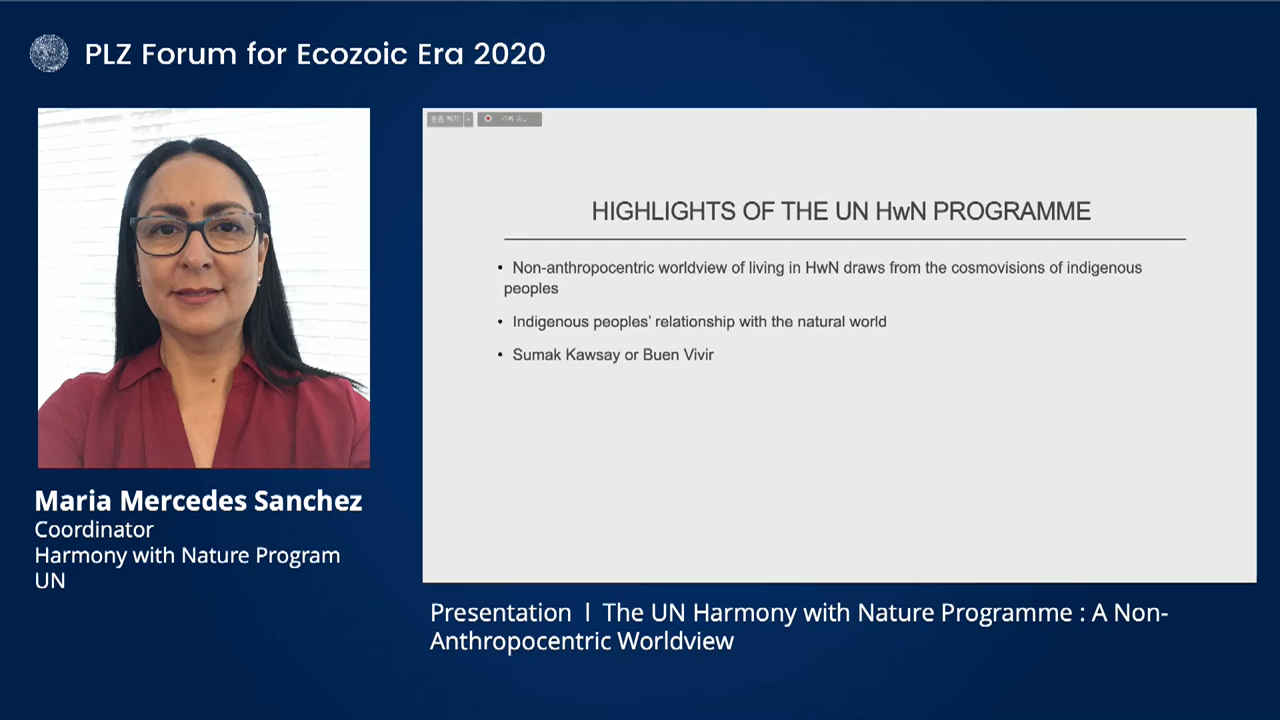 PLZ Forum for Ecozoic Era 2020
HIGHLIGHTS OF THE UN HwN PROGRAMME
• Non-anthropocentric worldview of living in HwN draws from the cosmovisions of indigenous
peoples
• Indigenous peoples' relationship with the natural world
• Sumak Kawsay or Buen Vivir
Maria Mercedes Sanchez
Coordinator
Harmony with Nature Program
UN
Presentation l The UN Harmony with Nature Programme : A Non-
Anthropocentric Worldview